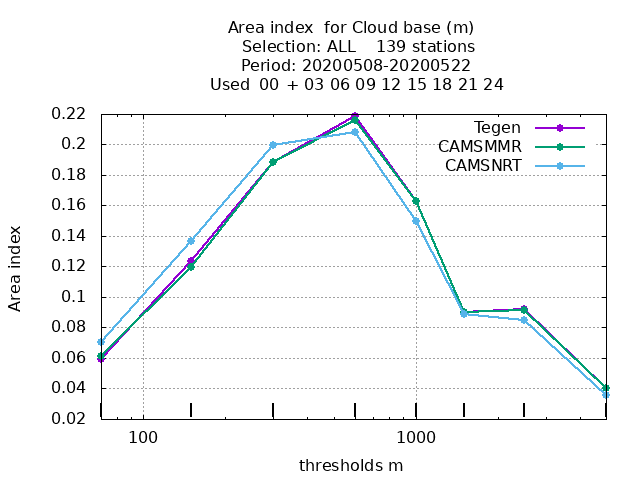 Area index  for Cloud base (m)
Selection: ALL    139 stations
Period: 20200508-20200522
Used  00 + 03 06 09 12 15 18 21 24
Tegen
CAMSMMR
CAMSNRT
0.22
0.2
0.18
0.16
0.14
0.12
0.1
0.08
0.06
0.04
0.02
Area index
100
1000
thresholds m